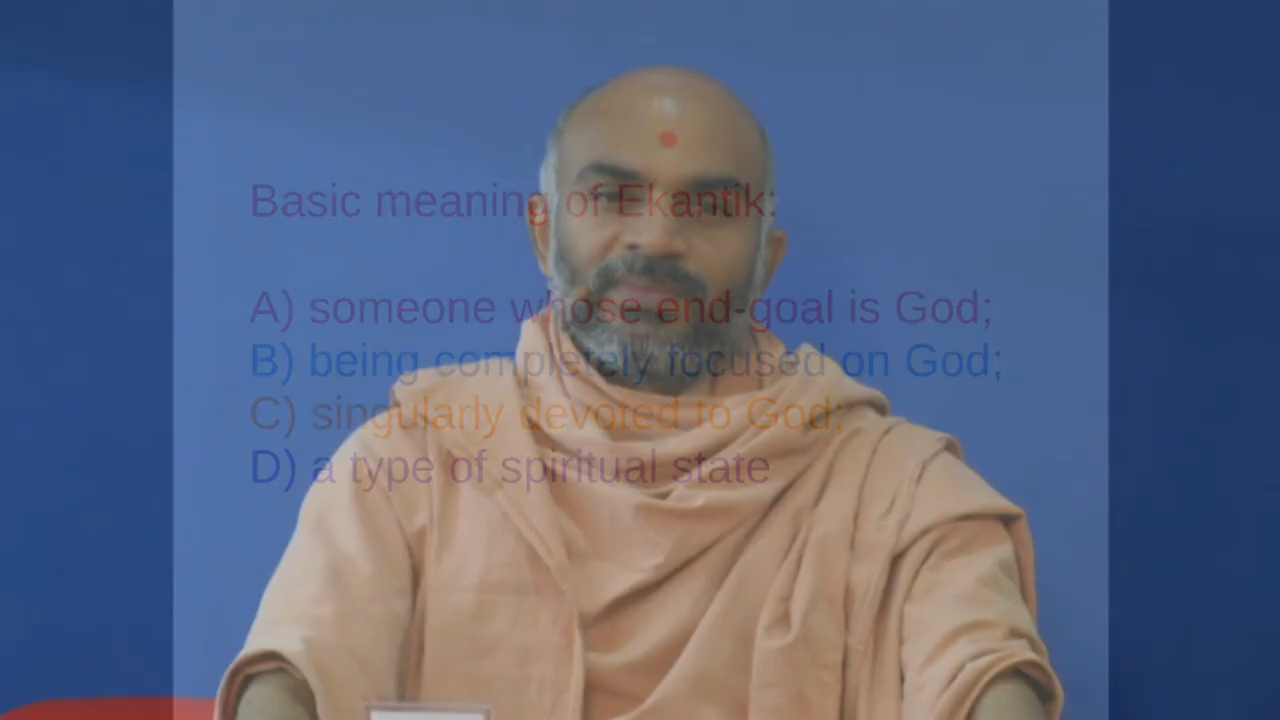 Basic meaning of Ekantik:
A) someone whose end-goal is God;
B) being completely focused on God;
C) singularly devoted to God;
D) a type of spiritual state